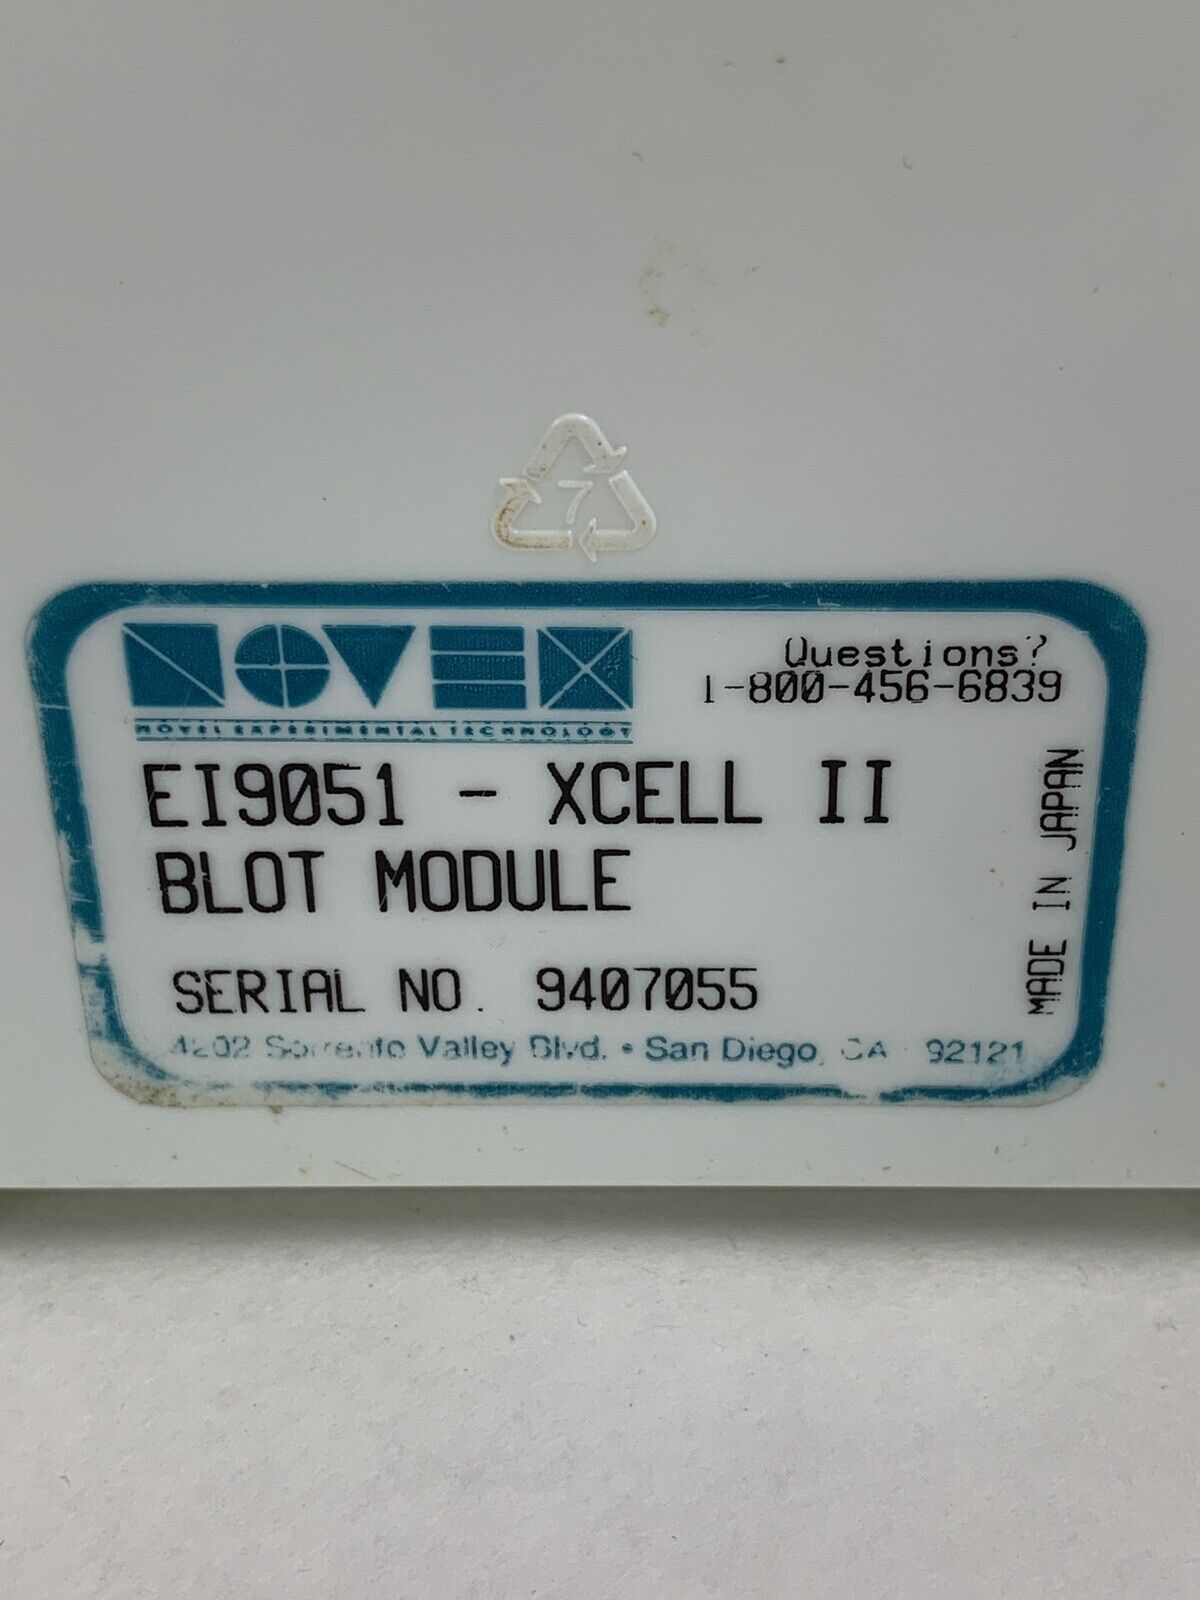 7
NOVEX
NOVEL EXPERIMENTAL TECHNOLOGY
Questions?
1-800-456-6839
EI9051 - XCELL II
BLOT MODULE
SERIAL NO. 9407055
MADE IN JAPAN
4202 Sorrento Valley Blvd. • San Diego, CA 92121